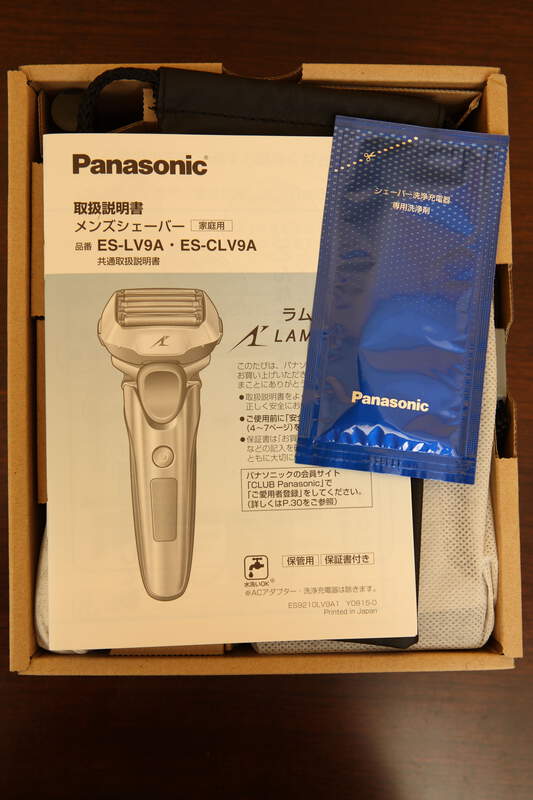 Panasonic
取扱説明書
メンズシェーバー 家庭用
品番 ES-LV9A・ES-CLV9A
共通取扱説明書
ラム
LAM
このたびは、パナソ
お買い上げいただき
まことにありがとう
●取扱説明書をよく
正しく安全にお
●ご使用前に「安全
(4~7ページ)を
●保証書は「お買
などの記入を確
ともに大切に
パナソニックの会員サイト
「CLUB Panasonic」で
「ご愛用者登録」をしてください。
(詳しくはP.30をご参照)
水洗いOK※ 保管用 保証書付き
※ACアダプター・洗浄充電器は除きます。
ES9210LV9A1 Y0815-0
Printed in Japan
シェーバー洗浄充電器
専用洗浄剤
Panasonic